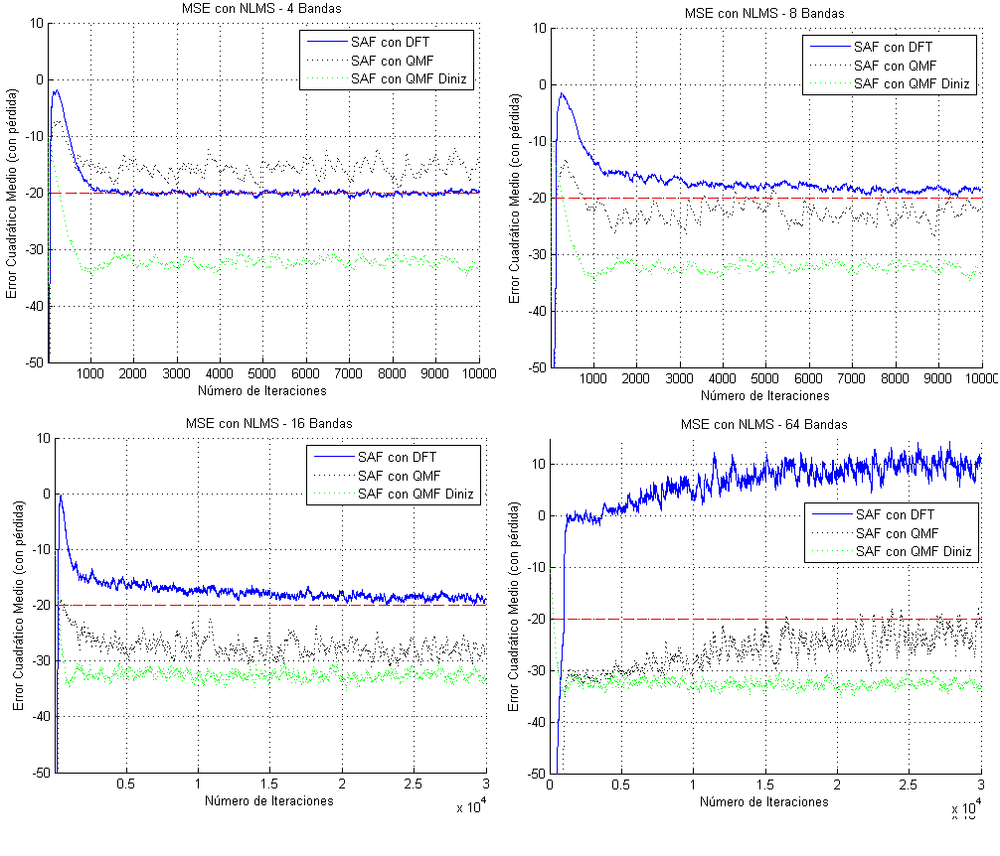 MSE con NLMS - 4 Bandas
SAF con DFT
SAF con QMF
SAF con QMF Diniz
Error Cuadrático Medio (con pérdida)
10
0
-10
-20
-30
-40
-50
1000 2000 3000 4000 5000 6000 7000 8000 9000 10000
Número de Iteraciones
MSE con NLMS - 8 Bandas
SAF con DFT
SAF con QMF
SAF con QMF Diniz
Error Cuadrático Medio (con pérdida)
10
0
-10
-20
-30
-40
-50
1000 2000 3000 4000 5000 6000 7000 8000 9000 10000
Número de Iteraciones
MSE con NLMS - 16 Bandas
SAF con DFT
SAF con QMF
SAF con QMF Diniz
Error Cuadrático Medio (con pérdida)
10
0
-10
-20
-30
-40
-50
0.5 1 1.5 2 2.5 3
Número de Iteraciones
x 10^4
MSE con NLMS - 64 Bandas
SAF con DFT
SAF con QMF
SAF con QMF Diniz
Error Cuadrático Medio (con pérdida)
10
0
-10
-20
-30
-40
-50
0 0.5 1 1.5 2 2.5 3
Número de Iteraciones
x 10^4